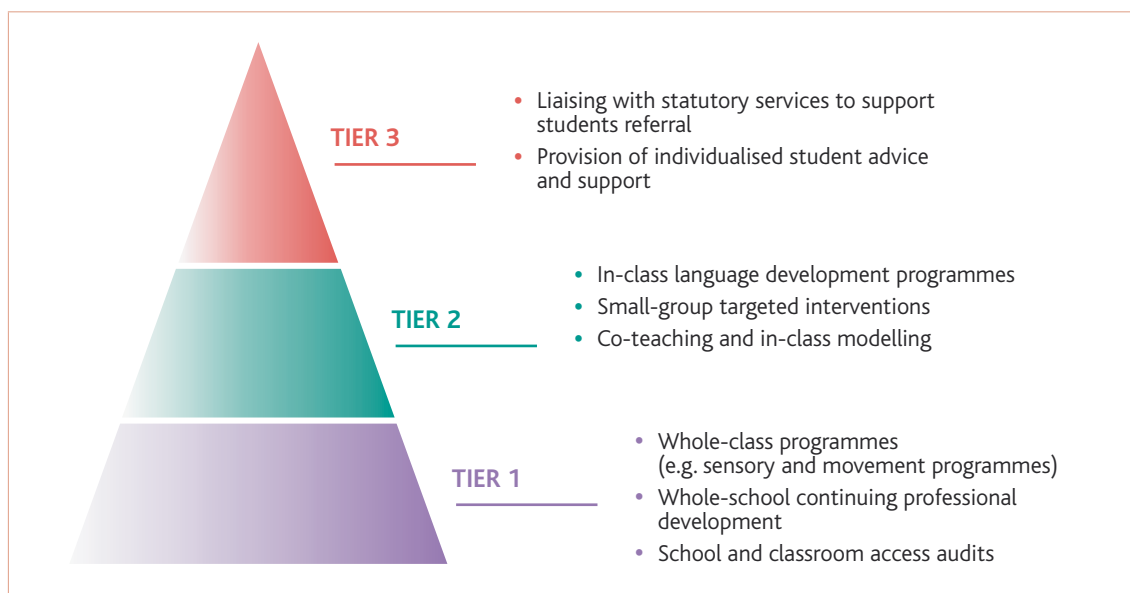 TIER 3
• Liaising with statutory services to support
students referral
• Provision of individualised student advice
and support
TIER 2
• In-class language development programmes
• Small-group targeted interventions
• Co-teaching and in-class modelling
TIER 1
• Whole-class programmes
(e.g. sensory and movement programmes)
• Whole-school continuing professional
development
• School and classroom access audits